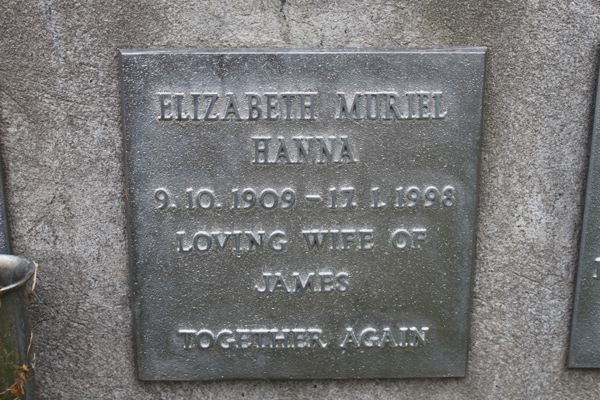 ELIZABETH MURIEL
HANNA
9. 10. 1909 – 17. 1. 1998
LOVING WIFE OF
JAMES
TOGETHER AGAIN